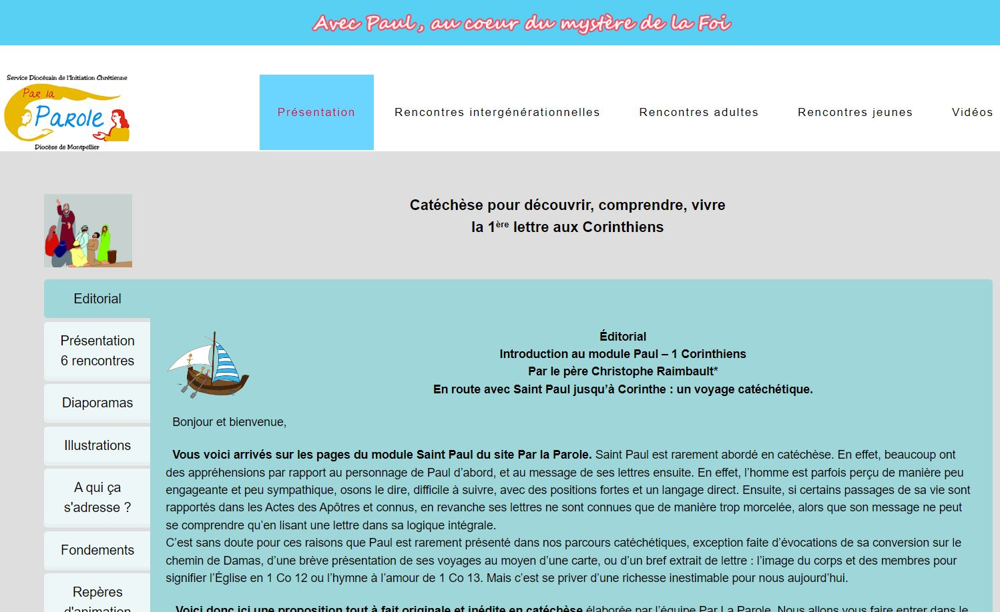 Avec Paul, au coeur du mystère de la Foi
Service Diocésain de l'Initiation Chrétienne
Par la
Parole
Diocèse de Montpellier
Présentation
Rencontres intergénérationnelles
Rencontres adultes
Rencontres jeunes
Vidéos
Catéchèse pour découvrir, comprendre, vivre
la 1ère lettre aux Corinthiens
Editorial
Présentation
6 rencontres
Diaporamas
Illustrations
A qui ça
s'adresse ?
Fondements
Repères
d'animation
Éditorial
Introduction au module Paul – 1 Corinthiens
Par le père Christophe Raimbault*
En route avec Saint Paul jusqu’à Corinthe : un voyage catéchétique.
Bonjour et bienvenue,
Vous voici arrivés sur les pages du module Saint Paul du site Par la Parole. Saint Paul est rarement abordé en catéchèse. En effet, beaucoup ont
des appréhensions par rapport au personnage de Paul d’abord, et au message de ses lettres ensuite. En effet, l’homme est parfois perçu de manière peu
engageante et peu sympathique, osons le dire, difficile à suivre, avec des positions fortes et un langage direct. Ensuite, si certains passages de sa vie sont
rapportés dans les Actes des Apôtres et connus, en revanche ses lettres ne sont connues que de manière trop morcelée, alors que son message ne peut
se comprendre qu’en lisant une lettre dans sa logique intégrale.
C’est sans doute pour ces raisons que Paul est rarement présenté dans nos parcours catéchétiques, exception faite d’évocations de sa conversion sur le
chemin de Damas, d’une brève présentation de ses voyages au moyen d’une carte, ou d’un bref extrait de lettre : l’image du corps et des membres pour
signifier l’Église en 1 Co 12 ou l’hymne à l’amour de 1 Co 13. Mais c’est se priver d’une richesse inestimable pour nous aujourd’hui.
Voici donc ici une proposition tout à fait originale et inédite en catéchèse élaborée par l’équipe Par La Parole. Nous allons vous faire entrer dans le